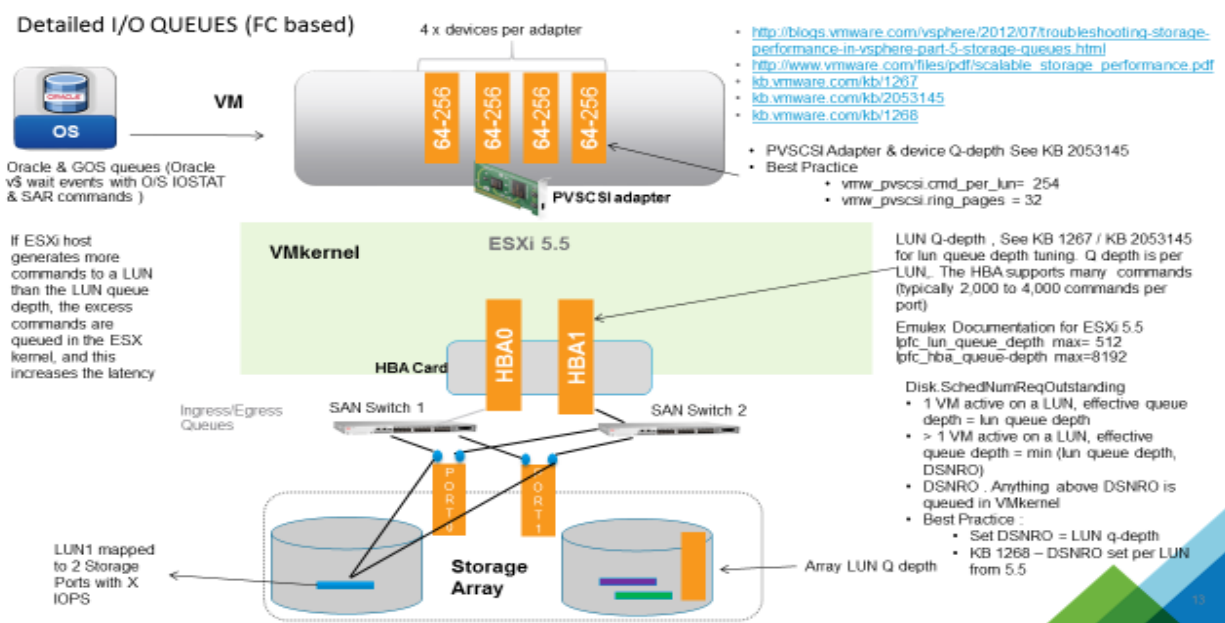 Detailed I/O QUEUES (FC based)
4 x devices per adapter
ORACLE
OS
VM
64-256
64-256
64-256
64-256
PVSCSI adapter
Oracle & GOS queues (Oracle
v$ wait events with O/S IOSTAT
& SAR commands )
• http://blogs.vmware.com/vsphere/2012/07/troubleshooting-storage-
performance-in-vsphere-part-5-storage-queues.html
• http://www.vmware.com/files/pdf/scalable_storage_performance.pdf
• kb.vmware.com/kb/1267
• kb.vmware.com/kb/2053145
• kb.vmware.com/kb/1268
• PVSCSI Adapter & device Q-depth See KB 2053145
• Best Practice
• vmw_pvscsi.cmd_per_lun= 254
• vmw_pvscsi.ring_pages = 32
If ESXi host
generates more
commands to a LUN
than the LUN queue
depth, the excess
commands are
queued in the ESX
kernel, and this
increases the latency
VMkernel
ESXi 5.5
HBA0
HBA1
HBA Card
LUN Q-depth , See KB 1267 / KB 2053145
for lun queue depth tuning. Q depth is per
LUN,. The HBA supports many commands
(typically 2,000 to 4,000 commands per
port)
Emulex Documentation for ESXi 5.5
lpfc_lun_queue_depth max= 512
lpfc_hba_queue-depth max=8192
Ingress/Egress
Queues
SAN Switch 1
SAN Switch 2
Disk.SchedNumReqOutstanding
• 1 VM active on a LUN, effective queue
depth = lun queue depth
• > 1 VM active on a LUN, effective
queue depth = min (lun queue depth,
DSNRO)
• DSNRO . Anything above DSNRO is
queued in VMkernel
• Best Practice :
• Set DSNRO = LUN q-depth
• KB 1268 – DSNRO set per LUN
from 5.5
PORT0
ORT1
LUN1 mapped
to 2 Storage
Ports with X
IOPS
Storage
Array
Array LUN Q depth
13